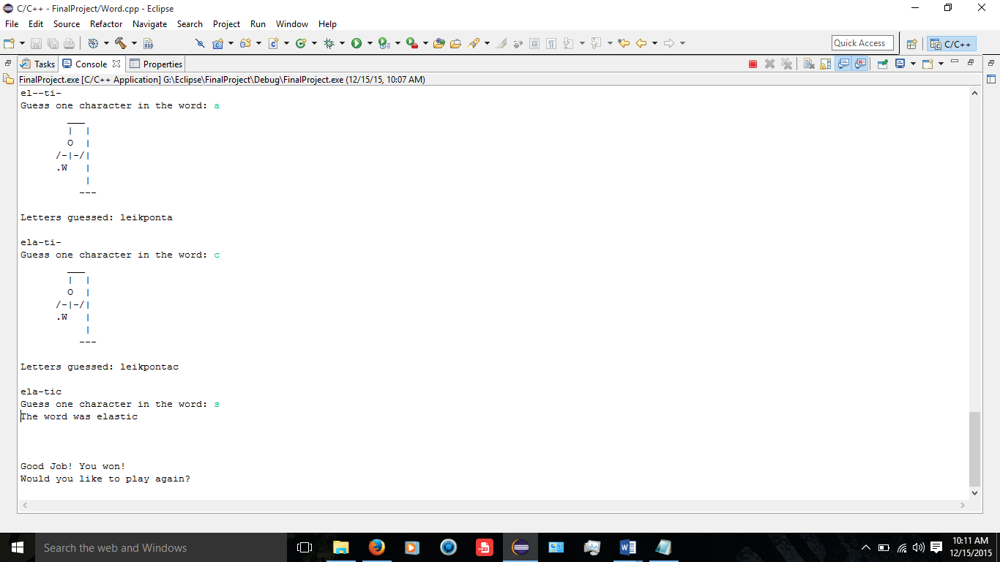 C/C++ - FinalProject/Word.cpp - Eclipse
File Edit Source Refactor Navigate Search Project Run Window Help
Quick Access C/C++
Tasks Console Properties
FinalProject.exe [C/C++ Application] G:\Eclipse\FinalProject\Debug\FinalProject.exe (12/15/15, 10:07 AM)
el--ti-
Guess one character in the word: a
        ___
        |  |
        O  |
      /-|-/|
      .W   |
           |
          ---
Letters guessed: leikponta
ela-ti-
Guess one character in the word: c
        ___
        |  |
        O  |
      /-|-/|
      .W   |
           |
          ---
Letters guessed: leikpontac
ela-tic
Guess one character in the word: s
The word was elastic
Good Job! You won!
Would you like to play again?
Search the web and Windows
10:11 AM
12/15/2015